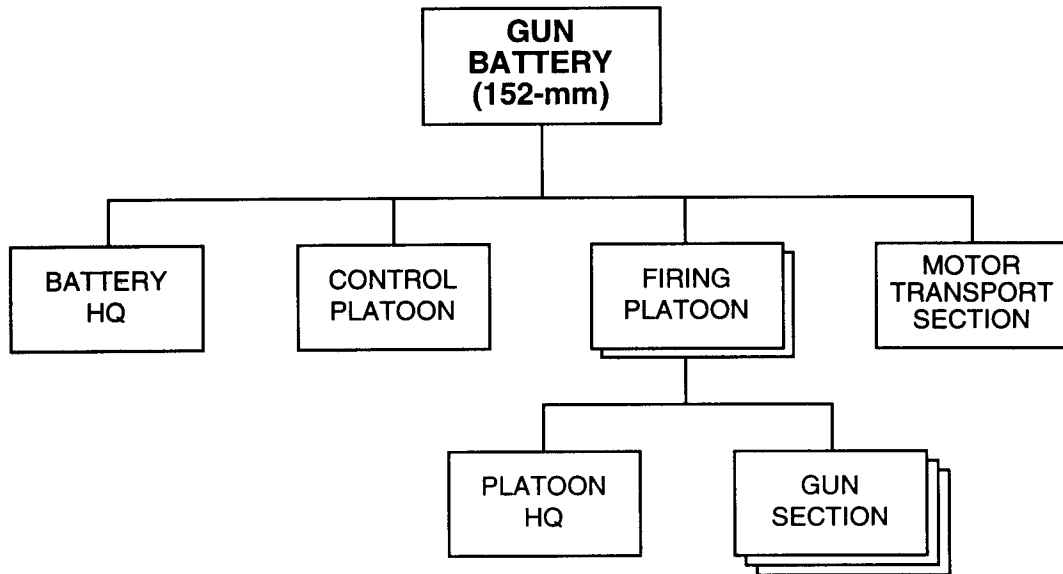 GUN
BATTERY
(152-mm)
BATTERY
HQ
CONTROL
PLATOON
FIRING
PLATOON
MOTOR
TRANSPORT
SECTION
PLATOON
HQ
GUN
SECTION